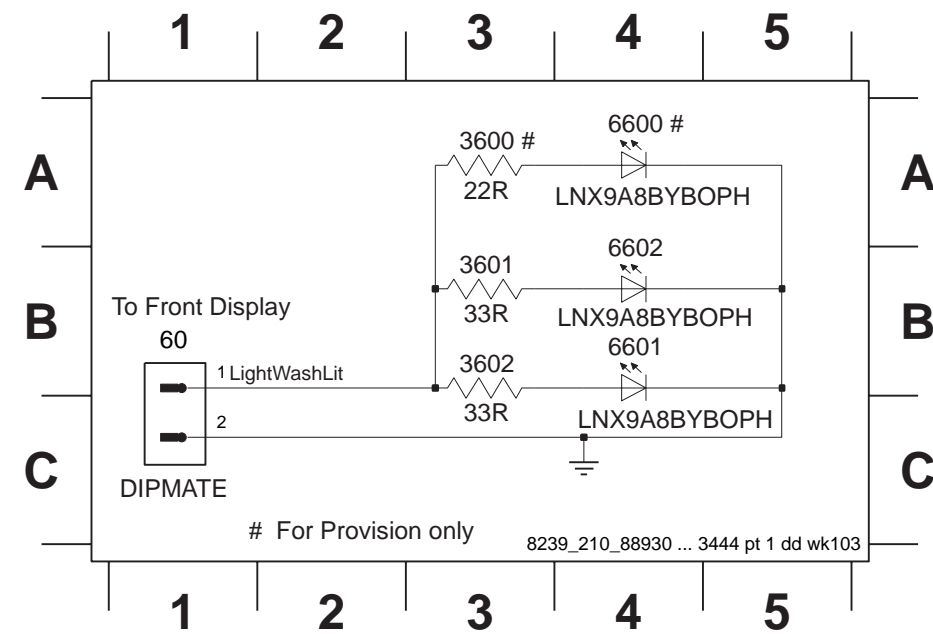 1 2 3 4 5
6600 #
3600 #
A A
22R
LNX9A8BYBOPH
6602
3601
To Front Display
B B
33R
LNX9A8BYBOPH
60
6601
3602
1 LightWashLit
33R
LNX9A8BYBOPH
2
C C
DIPMATE
# For Provision only
8239_210_88930 ... 3444 pt 1 dd wk103
1 2 3 4 5